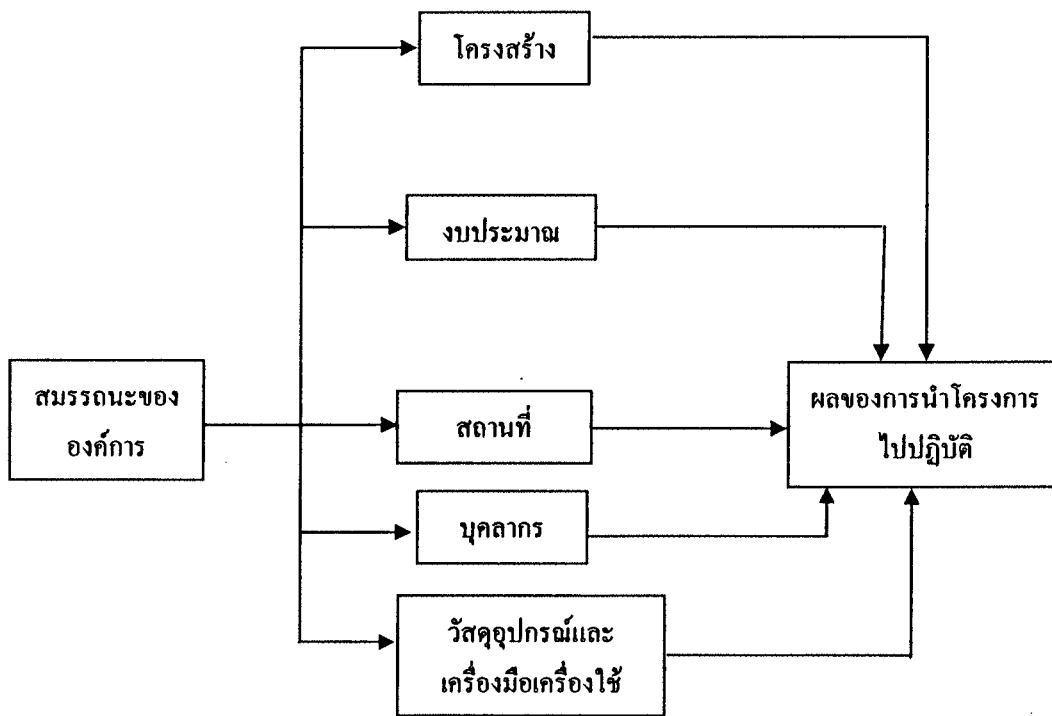 โครงสร้าง
งบประมาณ
สมรรถนะของ
องค์การ
สถานที่
ผลของการนำโครงการ
ไปปฏิบัติ
บุคลากร
วัสดุอุปกรณ์และ
เครื่องมือเครื่องใช้